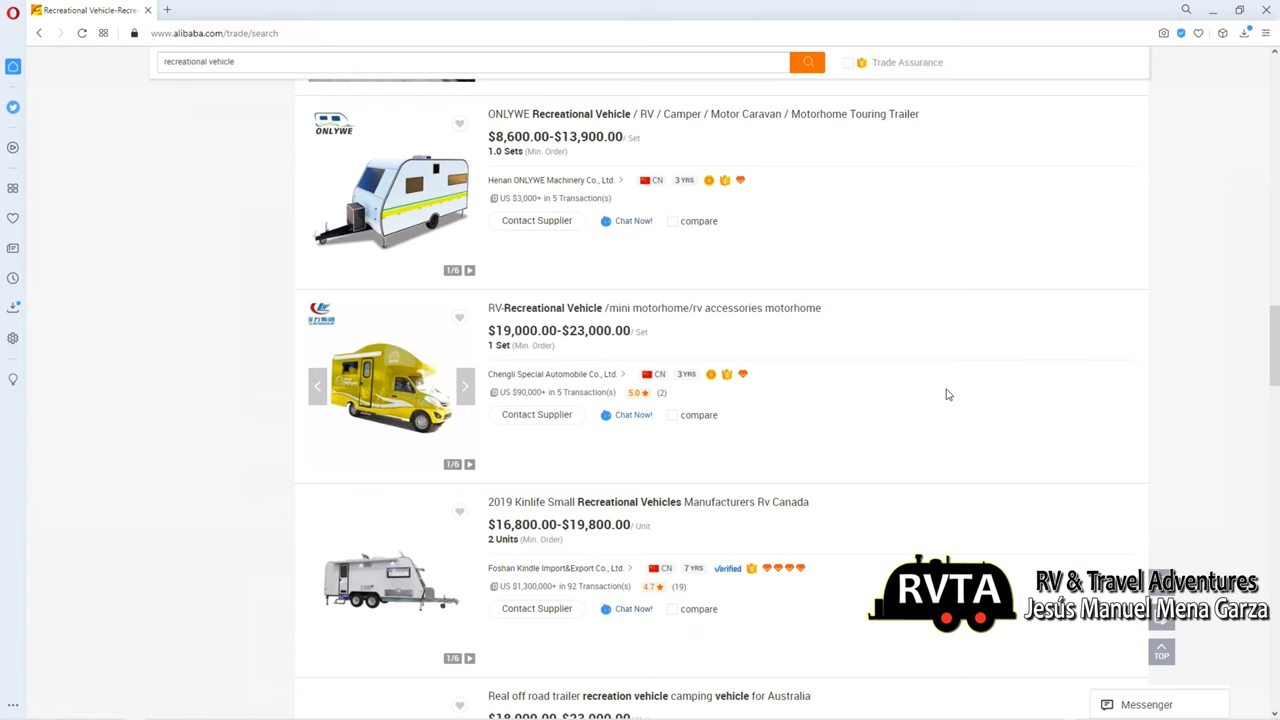 Recreational Vehicle-Recre
www.alibaba.com/trade/search
recreational vehicle
Trade Assurance
ONLYWE
ONLYWE Recreational Vehicle / RV / Camper / Motor Caravan / Motorhome Touring Trailer
$8,600.00-$13,900.00/ Set
1.0 Sets (Min. Order)
Henan ONLYWE Machinery Co., Ltd.
CN
3 YRS
US $3,000+ in 5 Transaction(s)
Contact Supplier
Chat Now!
compare
1/6
RV-Recreational Vehicle /mini motorhome/rv accessories motorhome
$19,000.00-$23,000.00/ Set
1 Set (Min. Order)
Chengli Special Automobile Co., Ltd.
CN
3 YRS
US $90,000+ in 5 Transaction(s)
5.0
(2)
Contact Supplier
Chat Now!
compare
1/6
2019 Kinlife Small Recreational Vehicles Manufacturers Rv Canada
$16,800.00-$19,800.00/ Unit
2 Units (Min. Order)
Foshan Kindle Import&Export Co., Ltd.
CN
7 YRS
Verified
US $1,300,000+ in 92 Transaction(s)
4.7
(19)
Contact Supplier
Chat Now!
compare
1/6
RVTA
RV & Travel Adventures
Jesús Manuel Mena Garza
TOP
Real off road trailer recreation vehicle camping vehicle for Australia
$18,000.00-$23,000.00/ Unit
Messenger